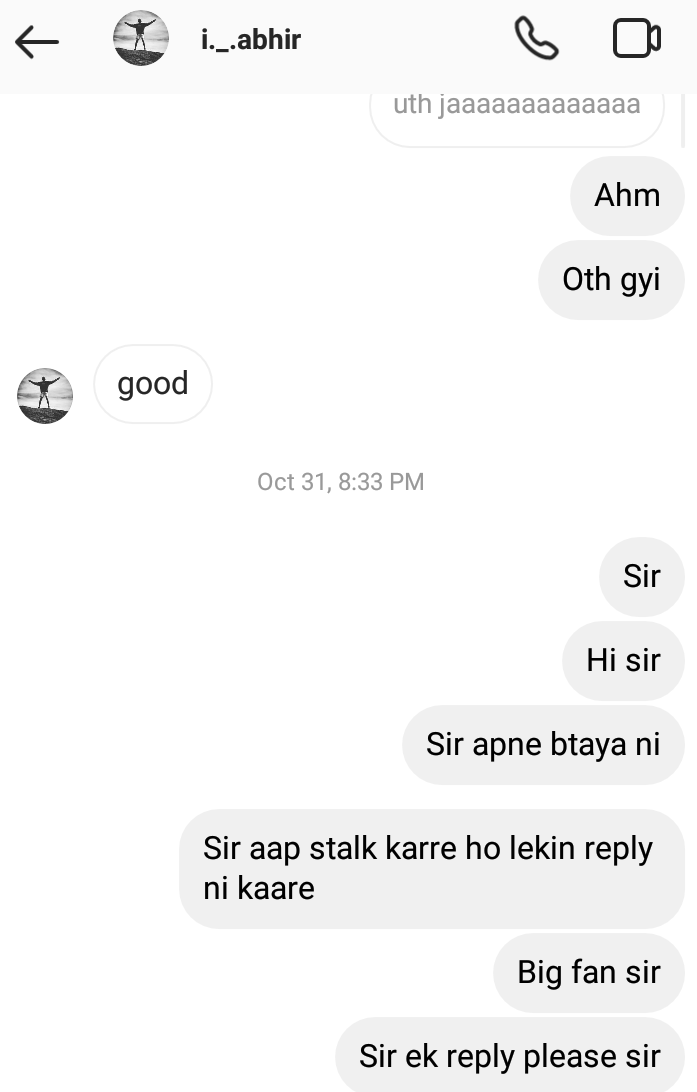 i._.abhir
uth jaaaaaaaaaaaaa
Ahm
Oth gyi
good
Oct 31, 8:33 PM
Sir
Hi sir
Sir apne btaya ni
Sir aap stalk karre ho lekin reply
ni kaare
Big fan sir
Sir ek reply please sir